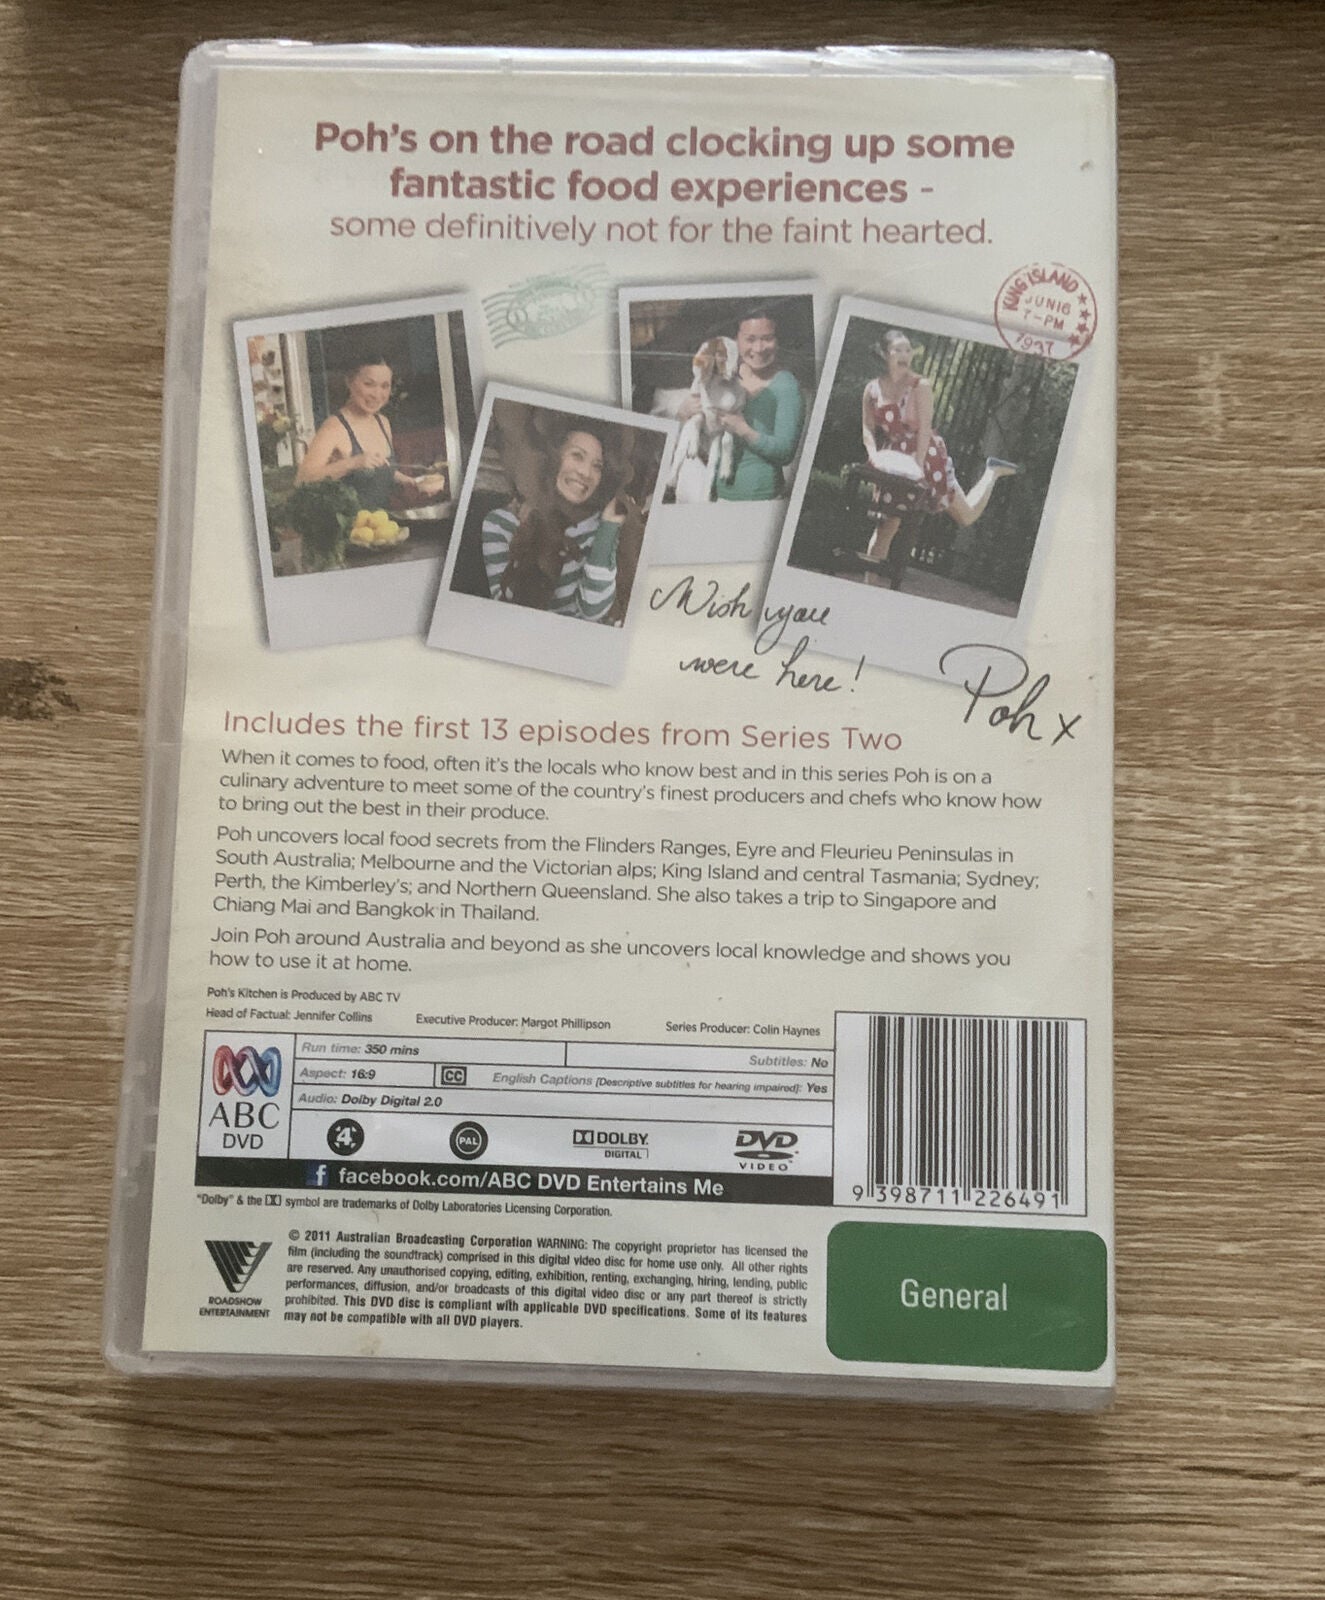 Poh's on the road clocking up some
fantastic food experiences -
some definitively not for the faint hearted.
KING ISLAND
JUN16
7-PM
1937
Wish you
were here!
Poh x
Includes the first 13 episodes from Series Two
When it comes to food, often it's the locals who know best and in this series Poh is on a
culinary adventure to meet some of the country's finest producers and chefs who know how
to bring out the best in their produce.
Poh uncovers local food secrets from the Flinders Ranges, Eyre and Fleurieu Peninsulas in
South Australia; Melbourne and the Victorian alps; King Island and central Tasmania; Sydney;
Perth, the Kimberley's; and Northern Queensland. She also takes a trip to Singapore and
Chiang Mai and Bangkok in Thailand.
Join Poh around Australia and beyond as she uncovers local knowledge and shows you
how to use it at home.
Poh's Kitchen is Produced by ABC TV
Head of Factual: Jennifer Collins Executive Producer: Margot Phillipson Series Producer: Colin Haynes
ABC
DVD
Run time: 350 mins
Subtitles: No
Aspect: 16:9 CC English Captions [Descriptive subtitles for hearing impaired]: Yes
Audio: Dolby Digital 2.0
4 PAL DOLBY DIGITAL DVD VIDEO
f facebook.com/ABC DVD Entertains Me
9 398711 226491
"Dolby" & the symbol are trademarks of Dolby Laboratories Licensing Corporation.
ROADSHOW
ENTERTAINMENT
© 2011 Australian Broadcasting Corporation WARNING: The copyright proprietor has licensed the
film (including the soundtrack) comprised in this digital video disc for home use only. All other rights
are reserved. Any unauthorised copying, editing, exhibition, renting, exchanging, hiring, lending, public
performances, diffusion, and/or broadcasts of this digital video disc or any part thereof is strictly
prohibited. This DVD disc is compliant with applicable DVD specifications. Some of its features
may not be compatible with all DVD players.
General